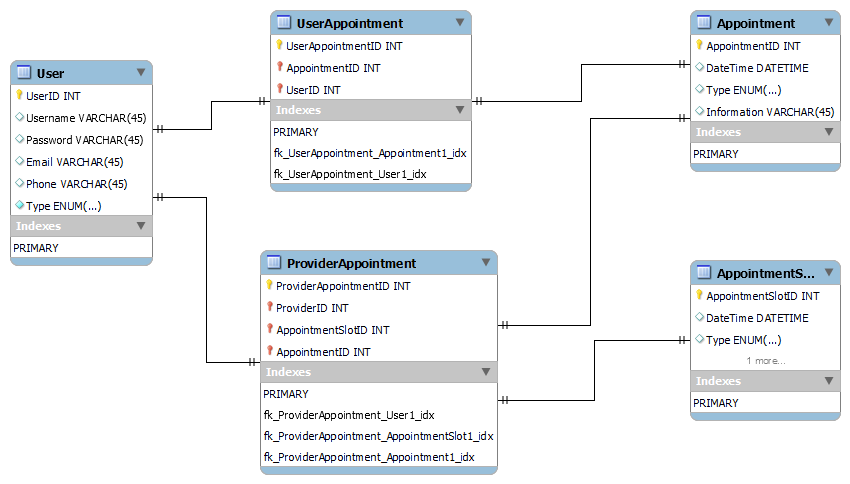 User
UserID INT
Username VARCHAR(45)
Password VARCHAR(45)
Email VARCHAR(45)
Phone VARCHAR(45)
Type ENUM(...)
Indexes
PRIMARY
UserAppointment
UserAppointmentID INT
AppointmentID INT
UserID INT
Indexes
PRIMARY
fk_UserAppointment_Appointment1_idx
fk_UserAppointment_User1_idx
Appointment
AppointmentID INT
DateTime DATETIME
Type ENUM(...)
Information VARCHAR(45)
Indexes
PRIMARY
ProviderAppointment
ProviderAppointmentID INT
ProviderID INT
AppointmentSlotID INT
AppointmentID INT
Indexes
PRIMARY
fk_ProviderAppointment_User1_idx
fk_ProviderAppointment_AppointmentSlot1_idx
fk_ProviderAppointment_Appointment1_idx
AppointmentS...
AppointmentSlotID INT
DateTime DATETIME
Type ENUM(...)
1 more...
Indexes
PRIMARY